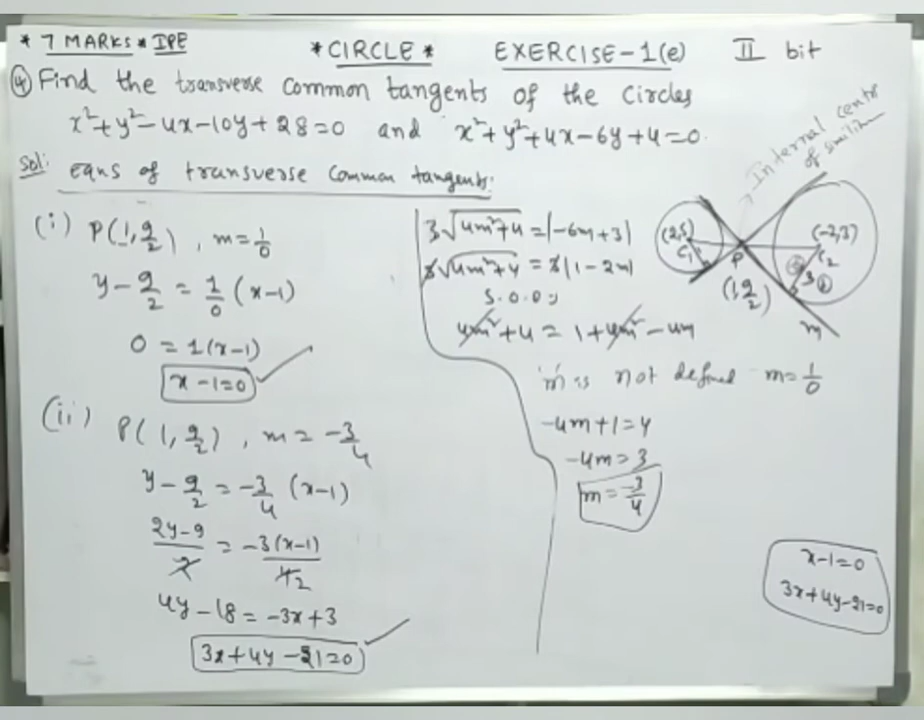 * 7 MARKS * IPE
* CIRCLE *
EXERCISE-1(e)
II bit
④ Find the transverse common tangents of the circles
x²+y²-4x-10y+28=0 and x²+y²+4x-6y+4=0.
Sol: Eqns of transverse common tangents:
(i) P(1, 9/2), m = 1/0
y - 9/2 = 1/0 (x-1)
0 = 1(x-1)
x-1=0
(ii) P(1, 9/2), m = -3/4
y - 9/2 = -3/4 (x-1)
(2y-9)/2 = -3(x-1)/4 2
4y-18 = -3x+3
3x+4y-21=0
3√4m²+4 = |-6m+3|
3√4m²+4 = 3|1-2m|
S.O.B.S
4m²+4 = 1+4m²-4m
'm' is not defined m = 1/0
-4m+1=4
-4m=3
m = -3/4
Internal centre
of
(2,5)
C₁
P
(1, 9/2)
(-2,3)
C₂
3
m
x-1=0
3x+4y-21=0